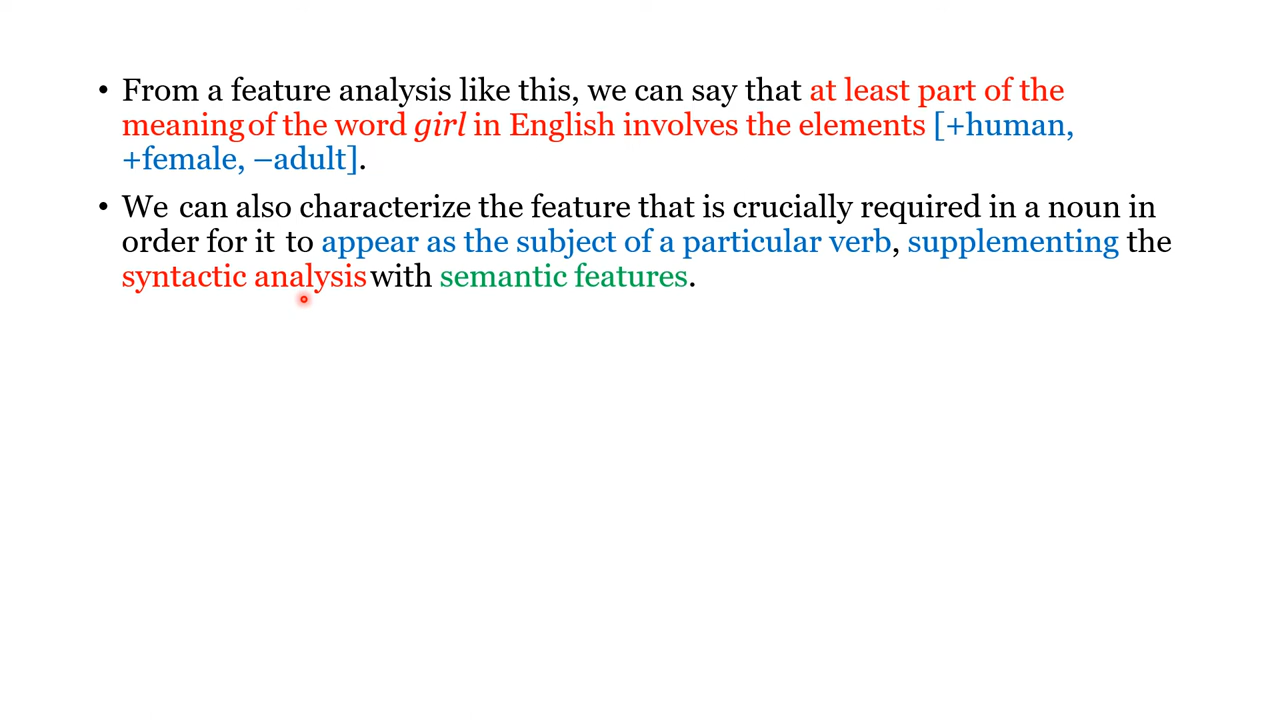 • From a feature analysis like this, we can say that at least part of the
meaning of the word girl in English involves the elements [+human,
+female, –adult].
• We can also characterize the feature that is crucially required in a noun in
order for it to appear as the subject of a particular verb, supplementing the
syntactic analysis with semantic features.